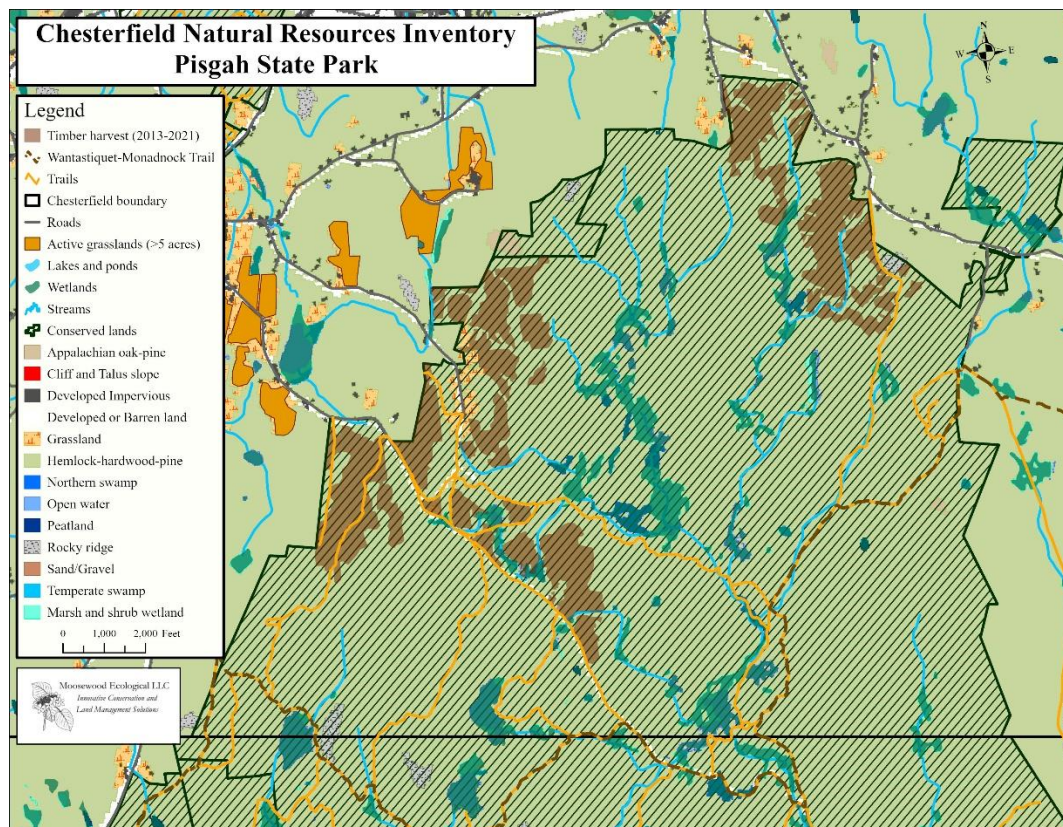 Chesterfield Natural Resources Inventory
Pisgah State Park
N
W E
S
Legend
Timber harvest (2013-2021)
Wantastiquet-Monadnock Trail
Trails
Chesterfield boundary
Roads
Active grasslands (>5 acres)
Lakes and ponds
Wetlands
Streams
Conserved lands
Appalachian oak-pine
Cliff and Talus slope
Developed Impervious
Developed or Barren land
Grassland
Hemlock-hardwood-pine
Northern swamp
Open water
Peatland
Rocky ridge
Sand/Gravel
Temperate swamp
Marsh and shrub wetland
0 1,000 2,000 Feet
Moosewood Ecological LLC
Innovative Conservation and
Land Management Solutions